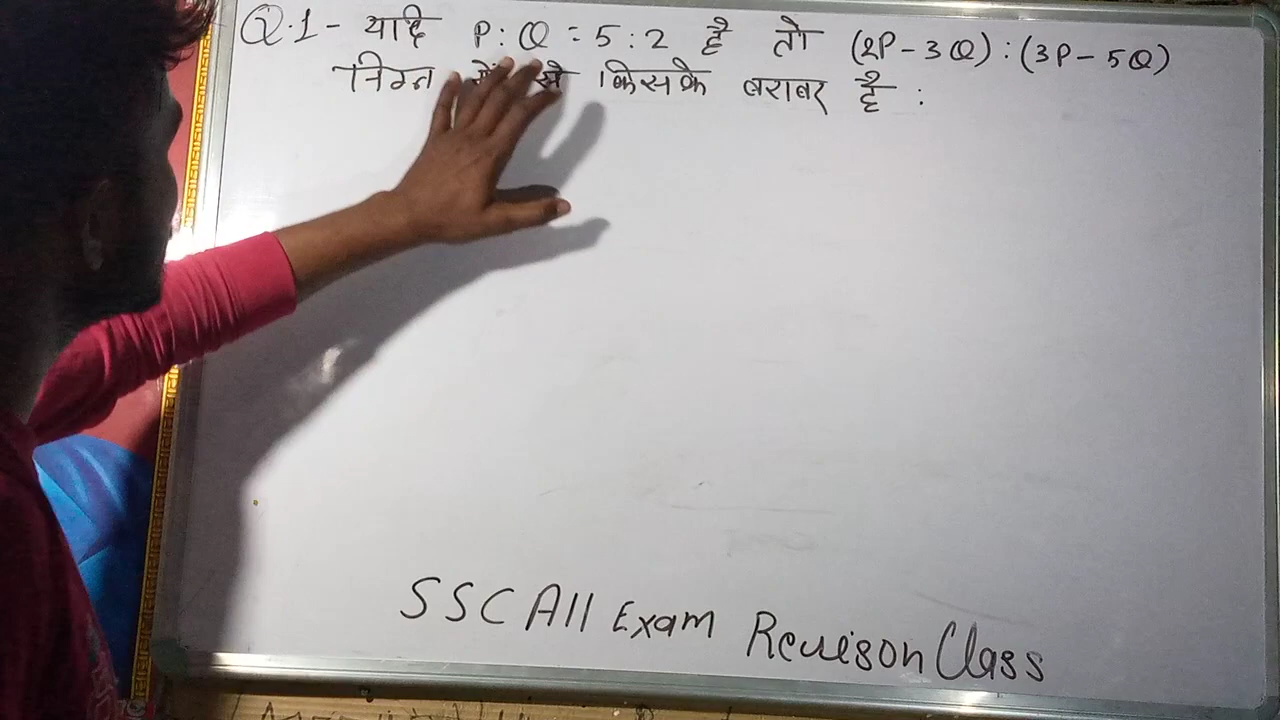 Q.1- यदि P:Q = 5:2 है तो (2P-3Q):(3P-5Q)
निम्न में से किसके बराबर है :
SSC All Exam Revison Class